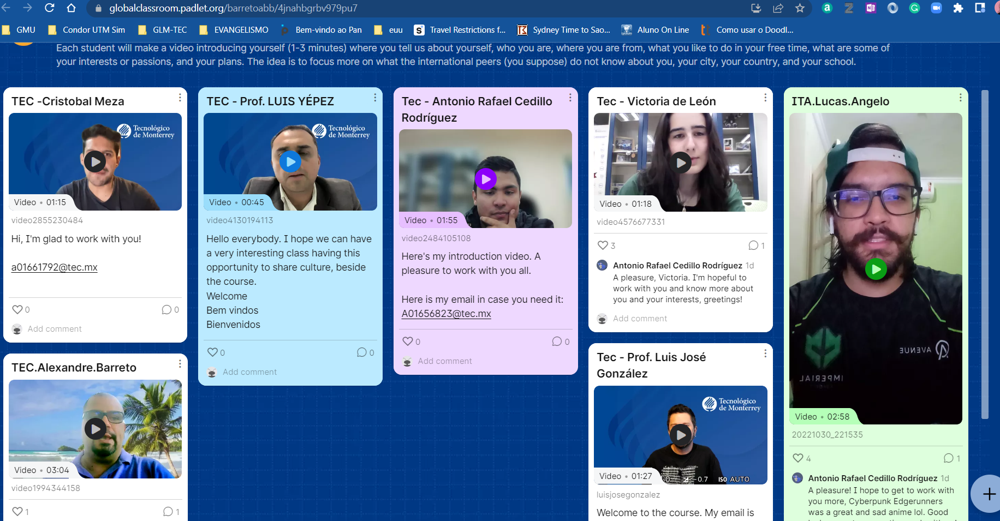 globalclassroom.padlet.org/barretoabb/4jnahbgrbv979pu7
GMU
Condor UTM Sim
GLM-TEC
EVANGELISMO
Bem-vindo ao Pan
euu
Travel Restrictions f...
Sydney Time to Sao...
Aluno On Line
Como usar o Doodl...
Each student will make a video introducing yourself (1-3 minutes) where you tell us about yourself, who you are, where you are from, what you like to do in your free time, what are some of
your interests or passions, and your plans. The idea is to focus more on what the international peers (you suppose) do not know about you, your city, your country, and your school.
TEC -Cristobal Meza
Tecnológico
de Monterrey
Video • 01:15
video2855230484
Hi, I'm glad to work with you!
a01661792@tec.mx
0
0
Add comment
TEC.Alexandre.Barreto
Video • 03:04
video1994344158
1
1
TEC - Prof. LUIS YÉPEZ
Tecnológico
de Monterrey
Video • 00:45
video4130194113
Hello everybody. I hope we can have
a very interesting class having this
opportunity to share culture, beside
the course.
Welcome
Bem vindos
Bienvenidos
0
0
Add comment
Tec - Antonio Rafael Cedillo
Rodríguez
Video • 01:55
video2484105108
Here's my introduction video. A
pleasure to work with you all.
Here is my email in case you need it:
A01656823@tec.mx
0
0
Add comment
Tec - Victoria de León
Video • 01:18
video4576677331
3
1
Antonio Rafael Cedillo Rodríguez 1d
A pleasure, Victoria. I'm hopeful to
work with you and know more about
you and your interests, greetings!
Add comment
Tec - Prof. Luis José
González
Tecnológico
de Monterrey
Video • 01:27
-0.7
ISO AUTO
luisjosegonzalez
Welcome to the course. My email is
ITA.Lucas.Angelo
AVENUE
IMPERIAL
Video • 02:58
20221030_221535
4
1
Antonio Rafael Cedillo Rodríguez 1d
A pleasure! I hope to get to work with
you more, Cyberpunk Edgerunners
was a great and sad anime lol. Good